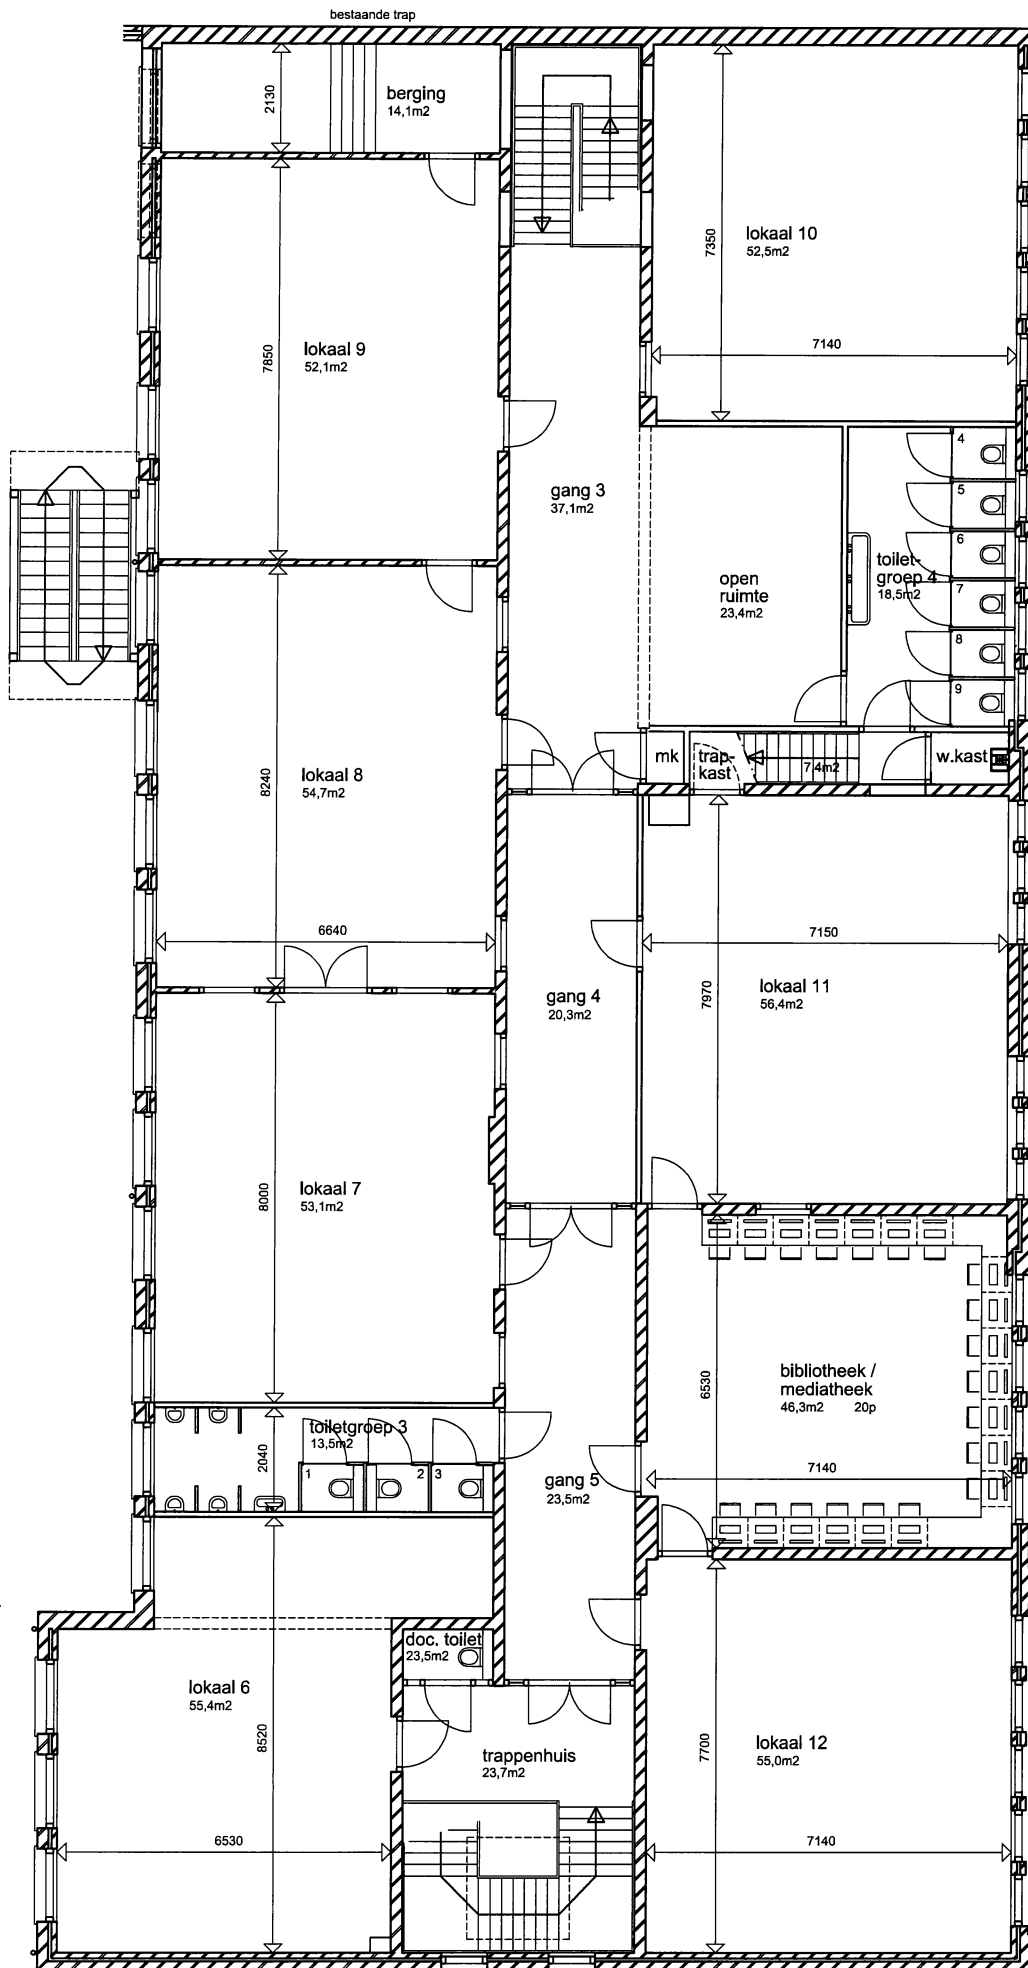 bestaande trap
berging
14,1m2
2130
lokaal 10
52,5m2
7350
7140
lokaal 9
52,1m2
7850
gang 3
37,1m2
open
ruimte
23,4m2
toilet-
groep 4
18,5m2
4
5
6
7
8
9
mk
trap-
kast
7,4m2
w.kast
lokaal 8
54,7m2
8240
6640
gang 4
20,3m2
lokaal 11
56,4m2
7150
7970
lokaal 7
53,1m2
8000
bibliotheek /
mediatheek
46,3m2 20p
6530
7140
toiletgroep 3
13,5m2
2040
1
2
3
gang 5
23,5m2
doc. toilet
23,5m2
lokaal 6
55,4m2
8520
6530
trappenhuis
23,7m2
lokaal 12
55,0m2
7700
7140